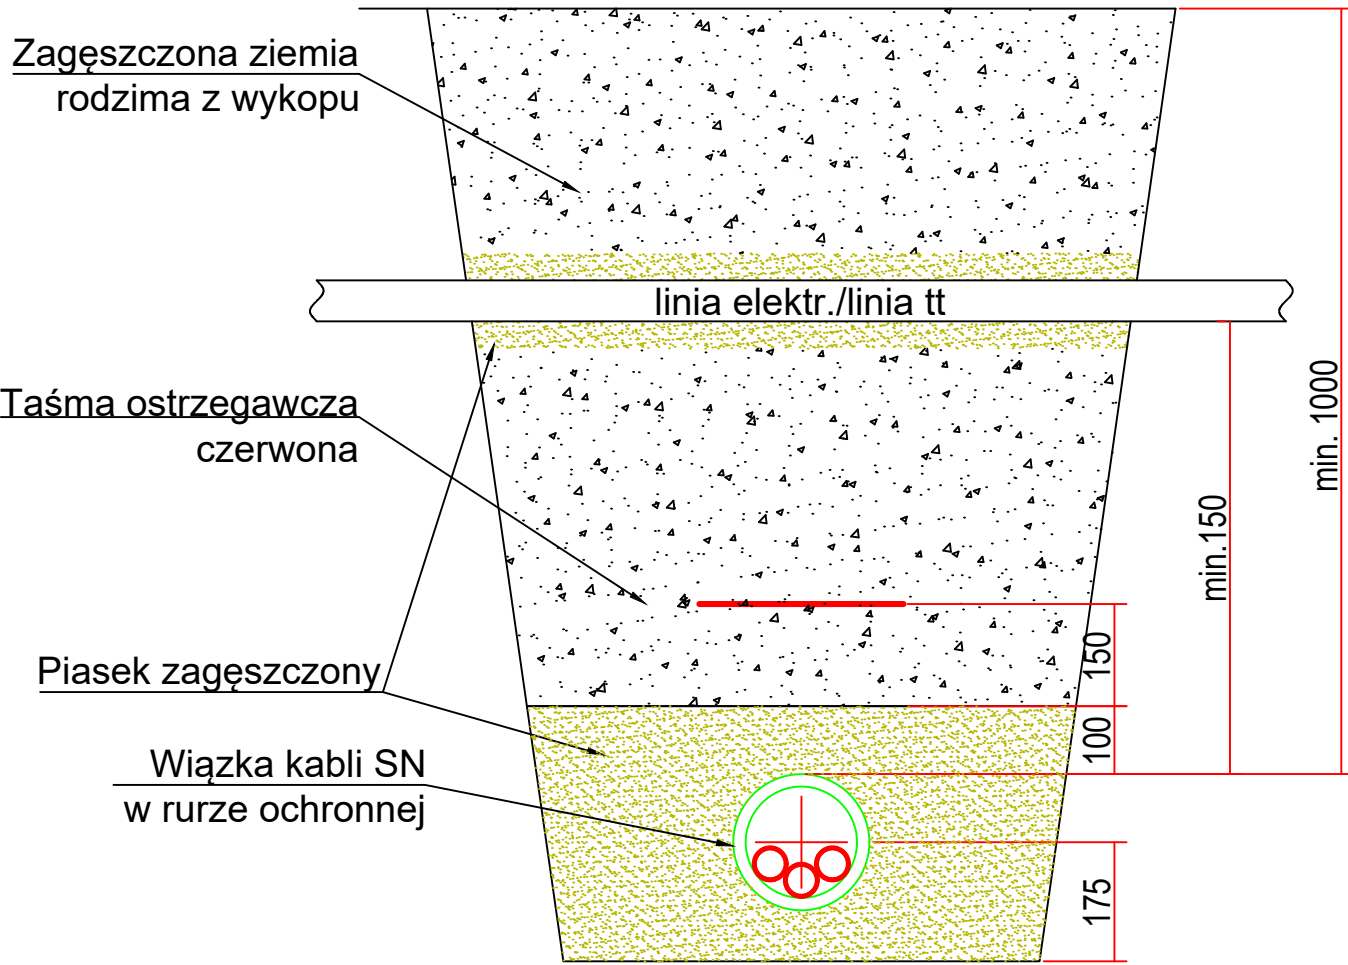 Zagęszczona ziemia
rodzima z wykopu
linia elektr./linia tt
Taśma ostrzegawcza
czerwona
Piasek zagęszczony
Wiązka kabli SN
w rurze ochronnej
min. 1000
min.150
150
100
175